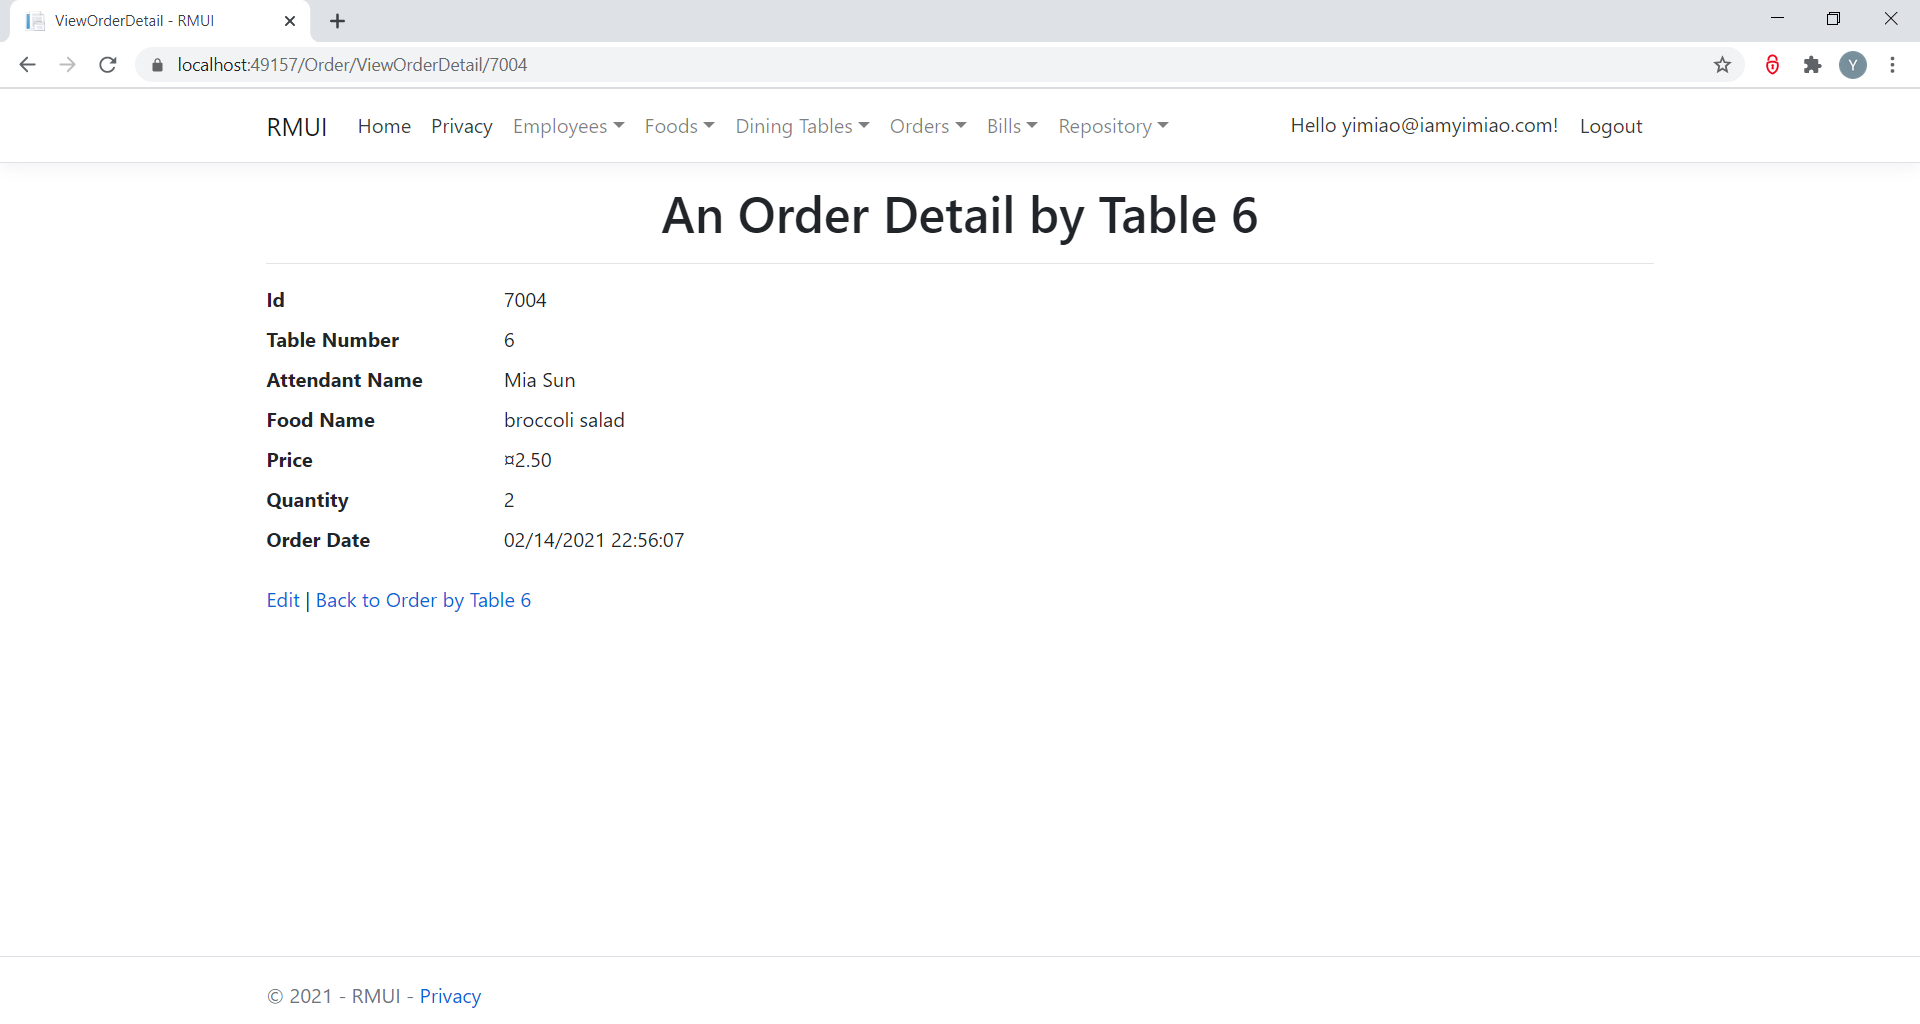 ViewOrderDetail - RMUI
localhost:49157/Order/ViewOrderDetail/7004
Y
RMUI Home Privacy Employees Foods Dining Tables Orders Bills Repository Hello yimiao@iamyimiao.com! Logout
An Order Detail by Table 6
Id 7004
Table Number 6
Attendant Name Mia Sun
Food Name broccoli salad
Price ¤2.50
Quantity 2
Order Date 02/14/2021 22:56:07
Edit | Back to Order by Table 6
© 2021 - RMUI - Privacy